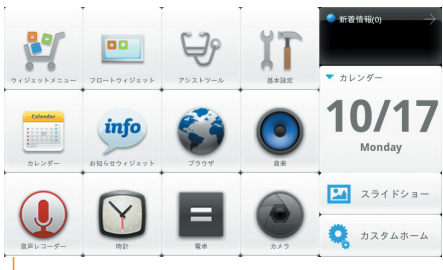 ウィジェットメニュー
フロートウィジェット
アシストツール
基本設定
新着情報(0)
カレンダー
10/17
Monday
Calendar
カレンダー
info
お知らせウィジェット
ブラウザ
音楽
スライドショー
音声レコーダー
時計
電卓
カメラ
カスタムホーム